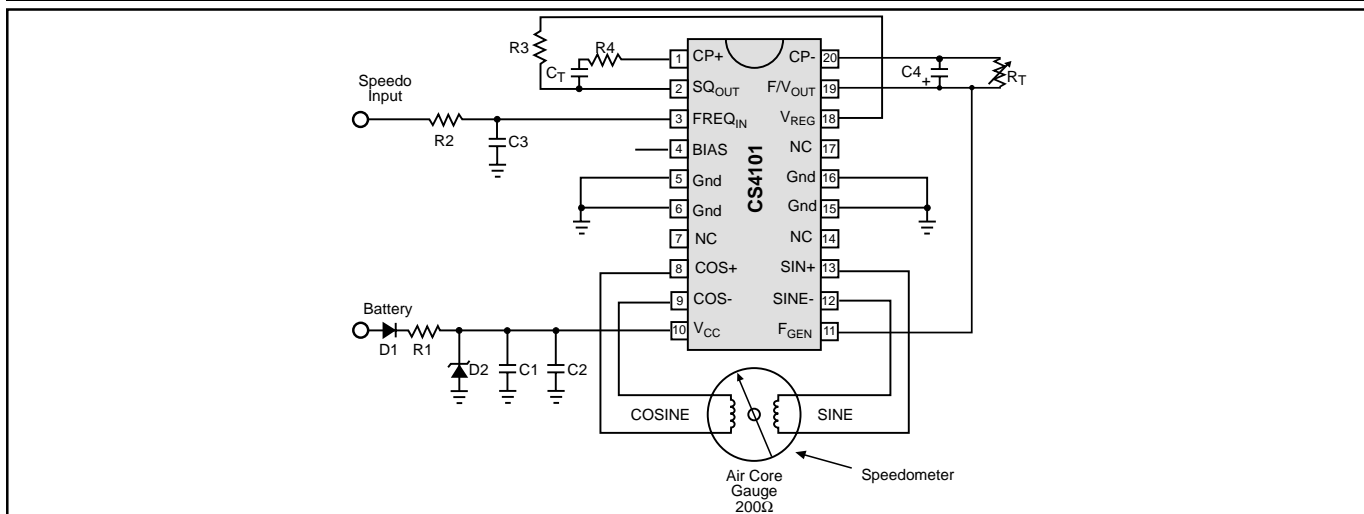 R3
R4
C_T
Speedo
Input
R2
C3
1 CP+
2 SQ_OUT
3 FREQ_IN
4 BIAS
5 Gnd
6 Gnd
7 NC
8 COS+
9 COS-
10 V_CC
CS4101
CP- 20
F/V_OUT 19
V_REG 18
NC 17
Gnd 16
Gnd 15
NC 14
SIN+ 13
SINE- 12
F_GEN 11
C4
+
R_T
Battery
D1
R1
D2
C1
C2
COSINE
SINE
Air Core
Gauge
200Ω
Speedometer